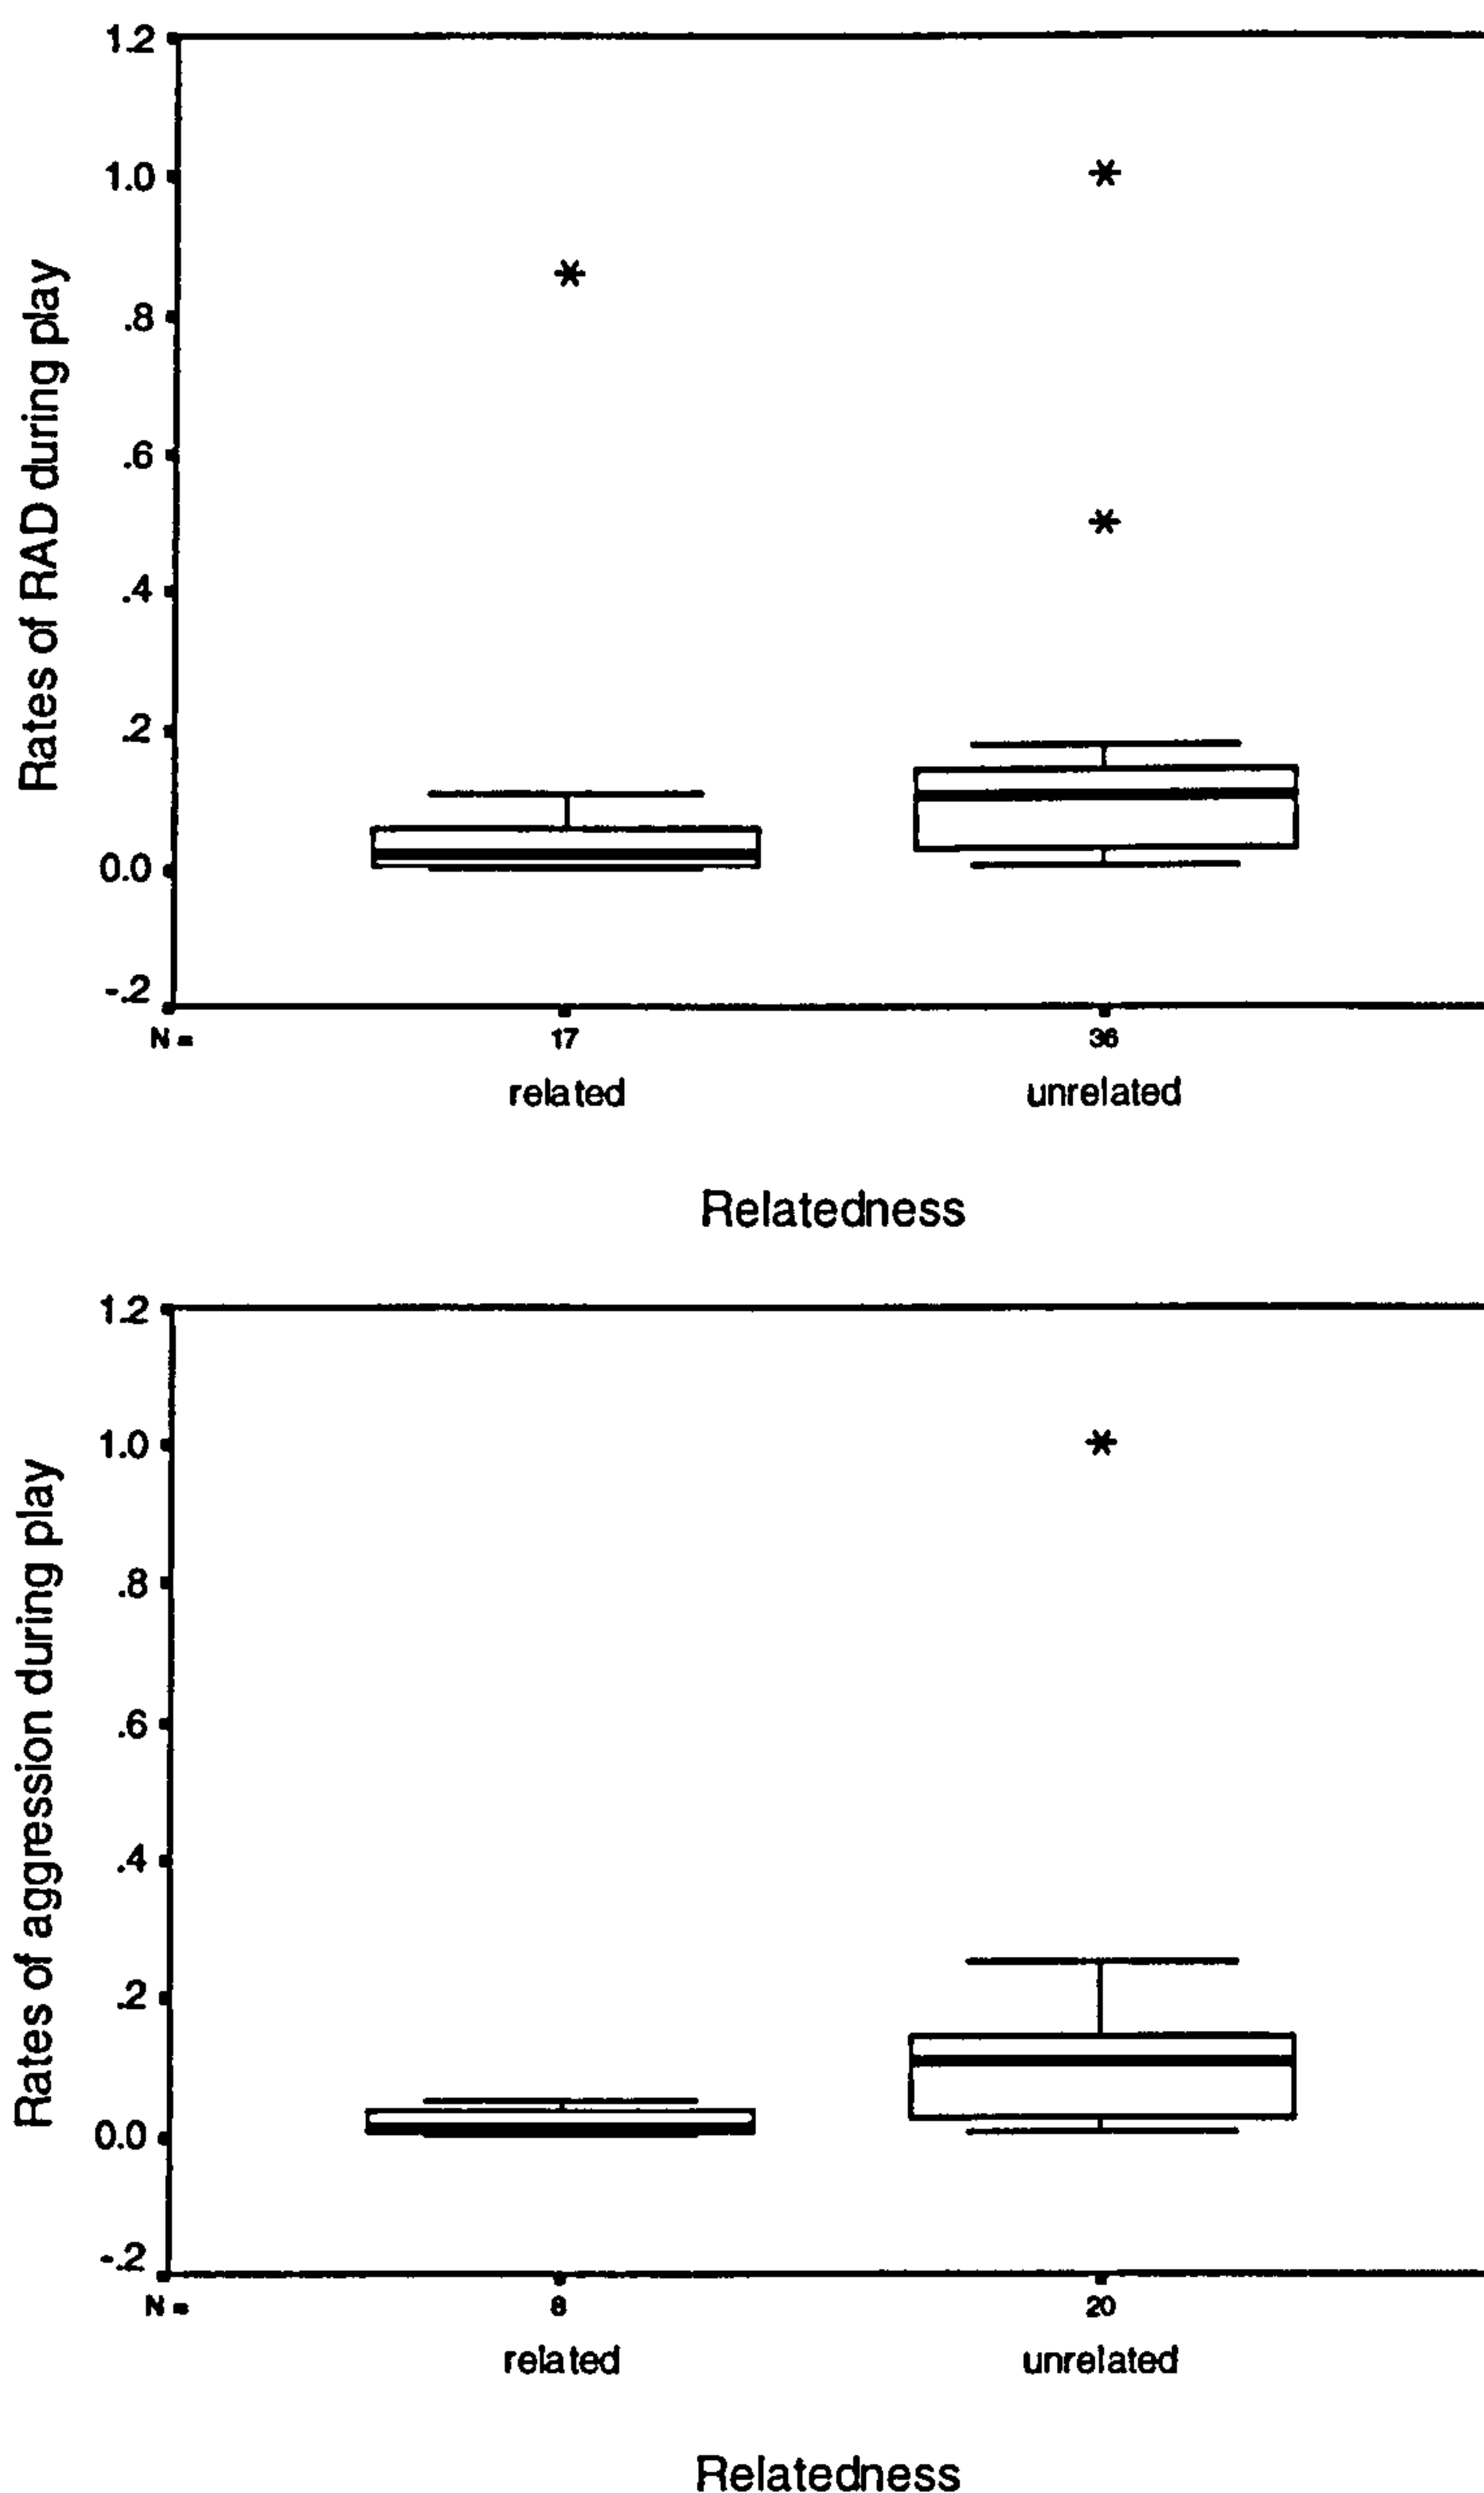 Rates of RAD during play
1.2
1.0
.8
.6
.4
.2
0.0
-.2
N =
17
36
related
unrelated
Relatedness
Rates of aggression during play
1.2
1.0
.8
.6
.4
.2
0.0
-.2
N =
8
20
related
unrelated
Relatedness